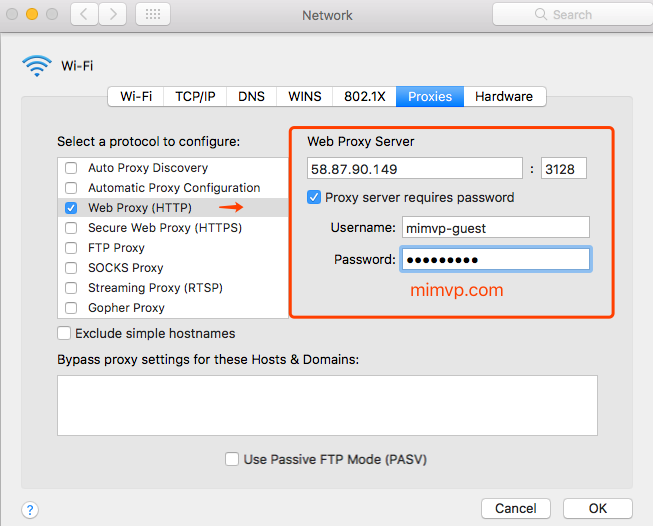 Network
Search
Wi-Fi
Wi-Fi TCP/IP DNS WINS 802.1X Proxies Hardware
Select a protocol to configure:
Auto Proxy Discovery
Automatic Proxy Configuration
Web Proxy (HTTP)
Secure Web Proxy (HTTPS)
FTP Proxy
SOCKS Proxy
Streaming Proxy (RTSP)
Gopher Proxy
Exclude simple hostnames
Web Proxy Server
58.87.90.149 : 3128
Proxy server requires password
Username: mimvp-guest
Password: •••••••••
mimvp.com
Bypass proxy settings for these Hosts & Domains:
Use Passive FTP Mode (PASV)
?
Cancel OK